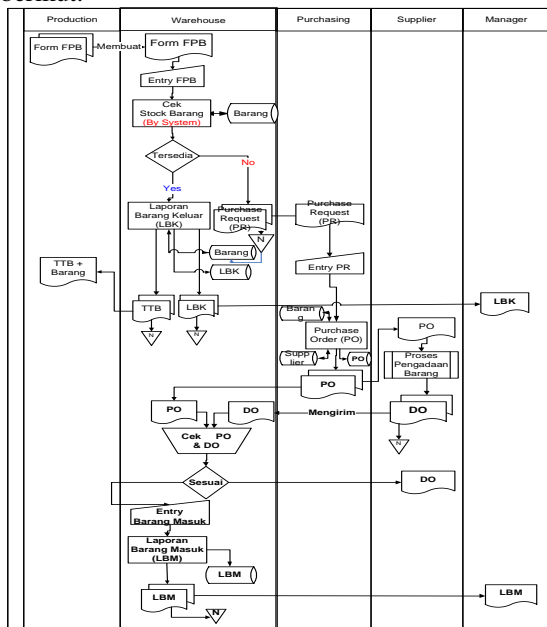 Production
Warehouse
Purchasing
Supplier
Manager
Form FPB
Membuat
Form FPB
Entry FPB
Cek
Stock Barang
(By System)
Barang
Tersedia
No
Yes
Laporan
Barang Keluar
(LBK)
Purchase
Request
(PR)
Purchase
Request
(PR)
N
Barang
LBK
Entry PR
TTB +
Barang
TTB
LBK
LBK
N
N
Baran
g
Purchase
Order (PO)
Supp
lier
PO
PO
PO
Proses
Pengadaan
Barang
PO
DO
Mengirim
DO
N
Cek PO
& DO
Sesuai
DO
Entry
Barang Masuk
Laporan
Barang Masuk
(LBM)
LBM
LBM
LBM
N